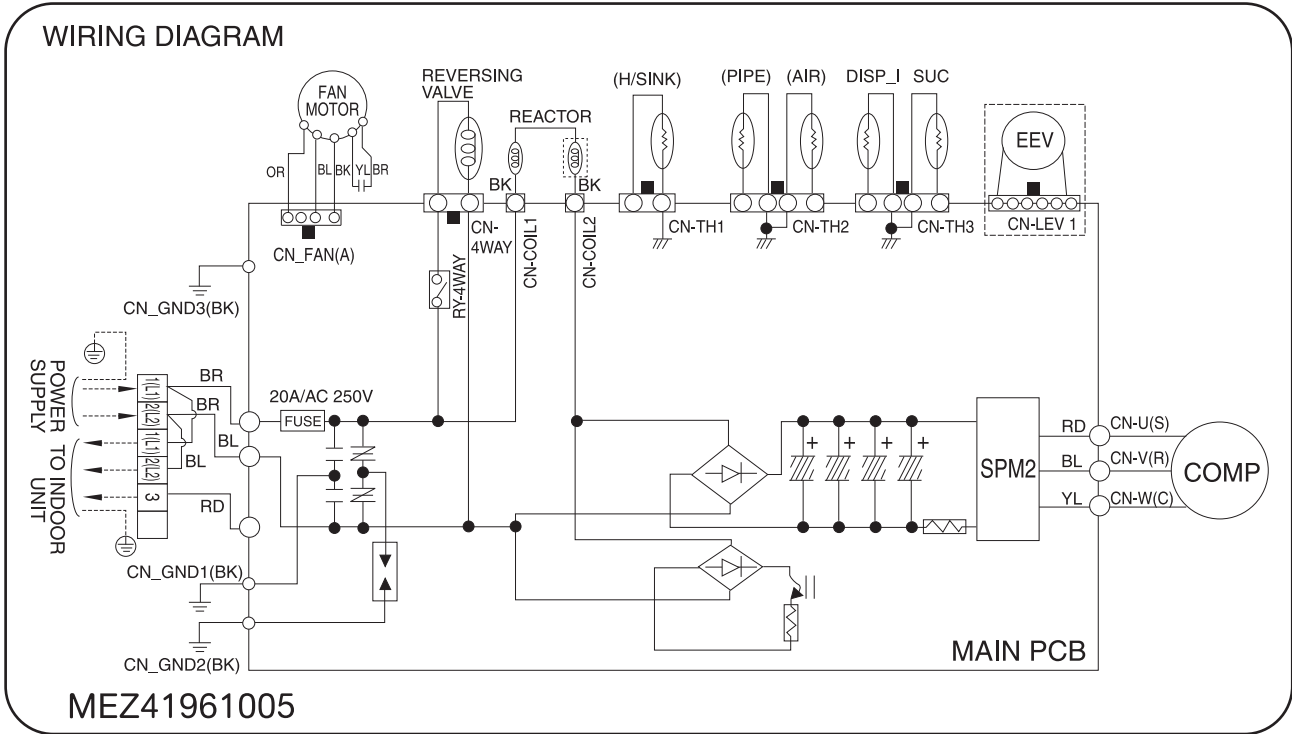 WIRING DIAGRAM
FAN
MOTOR
REVERSING
VALVE
REACTOR
(H/SINK)
(PIPE)
(AIR)
DISP_I
SUC
EEV
OR
BL
BK
YL
BR
BK
BK
CN_FAN(A)
CN-
4WAY
CN-COIL1
CN-COIL2
CN-TH1
CN-TH2
CN-TH3
CN-LEV 1
RY-4WAY
CN_GND3(BK)
POWER
SUPPLY
TO INDOOR
UNIT
1(L1)
2(L2)
1(L1)
2(L2)
3
BR
BR
BL
BL
RD
20A/AC 250V
FUSE
CN_GND1(BK)
CN_GND2(BK)
+
+
+
+
SPM2
RD
CN-U(S)
BL
CN-V(R)
YL
CN-W(C)
COMP
MAIN PCB
MEZ41961005